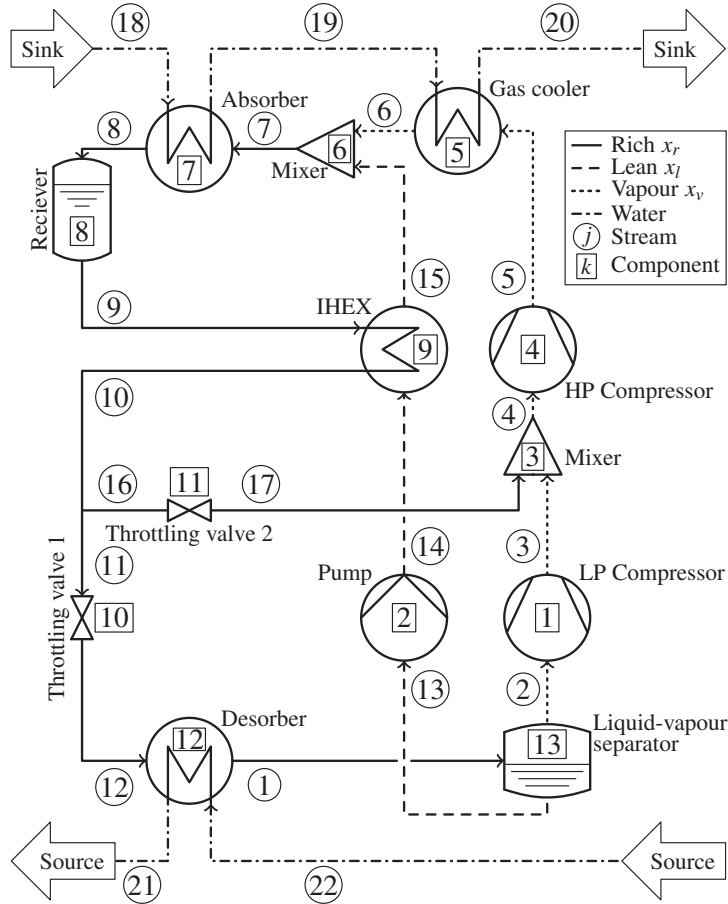 18
19
20
Sink
Sink
Gas cooler
Absorber
8
7
6
7
6
5
Mixer
Rich x_r
Lean x_l
Vapour x_v
Water
j Stream
k Component
Reciever
8
9
IHEX
15
5
9
4
10
HP Compressor
4
3
Mixer
16
11
17
Throttling valve 2
11
Throttling valve 1
10
14
3
Pump
LP Compressor
2
1
13
2
Desorber
12
Liquid-vapour
separator
13
12
1
Source
Source
21
22